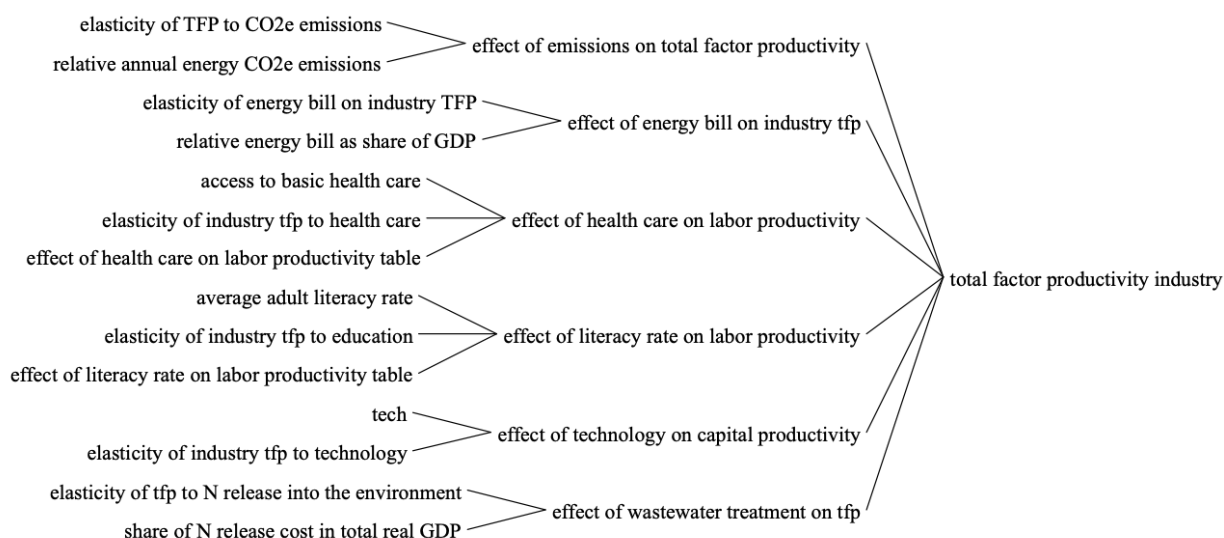 elasticity of TFP to CO2e emissions
relative annual energy CO2e emissions
effect of emissions on total factor productivity
elasticity of energy bill on industry TFP
relative energy bill as share of GDP
effect of energy bill on industry tfp
access to basic health care
elasticity of industry tfp to health care
effect of health care on labor productivity table
effect of health care on labor productivity
average adult literacy rate
elasticity of industry tfp to education
effect of literacy rate on labor productivity table
effect of literacy rate on labor productivity
tech
elasticity of industry tfp to technology
effect of technology on capital productivity
elasticity of tfp to N release into the environment
share of N release cost in total real GDP
effect of wastewater treatment on tfp
total factor productivity industry